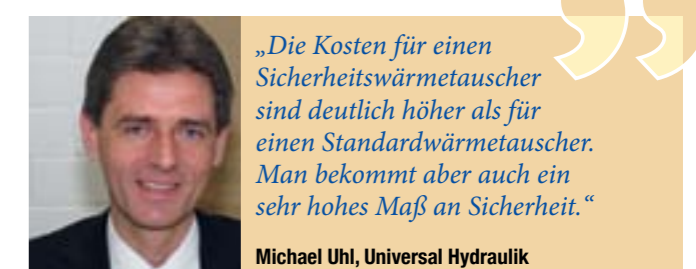 „Die Kosten für einen
Sicherheitswärmetauscher
sind deutlich höher als für
einen Standardwärmetauscher.
Man bekommt aber auch ein
sehr hohes Maß an Sicherheit.“
Michael Uhl, Universal Hydraulik